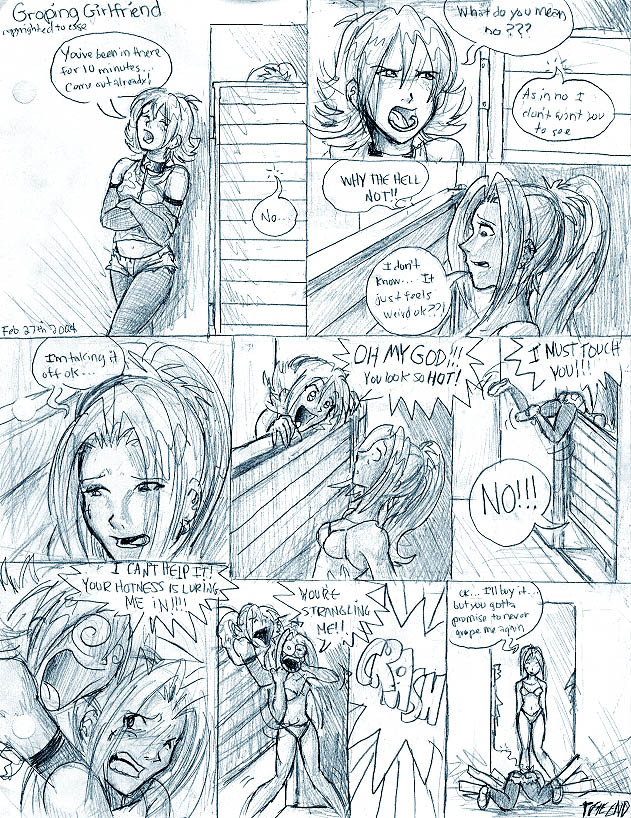 Groping Girlfriend
copyrighted to esse
You've been in there
for 10 minutes...
Come out already!
No...
Feb 27th 2004
What do you mean
no ???
As in no I
don't want you
to see
WHY THE HELL
NOT!!
I don't
know... It
just feels
weird ok??!
I'm taking it
off ok...
OH MY GOD!!!
You look so HOT!
I MUST TOUCH
YOU!!!
NO!!!
I CAN'T HELP IT!
YOUR HOTNESS IS LURING
ME IN!!!!
YOU'RE
STRANGLING
ME!!
CRASH
OK... I'll buy it...
but you gotta
promise to never
grape me again
THE END